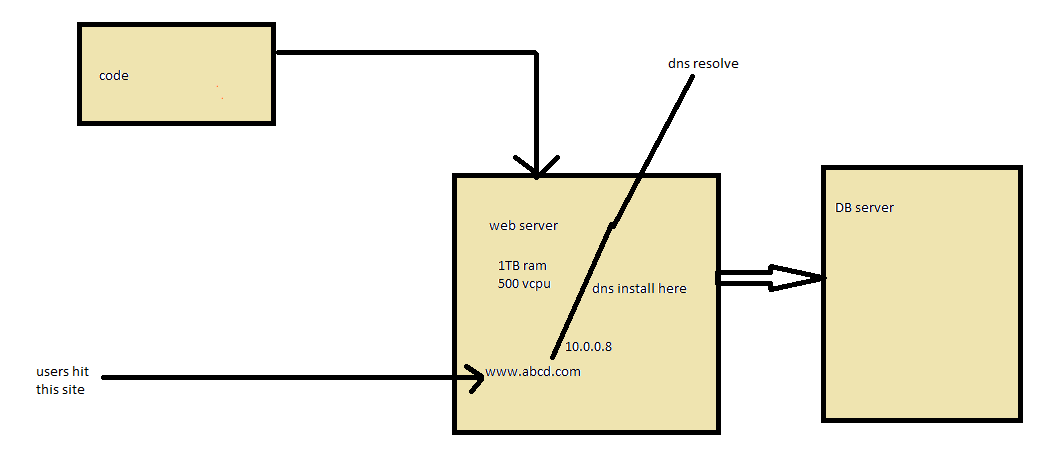 code
dns resolve
web server
1TB ram
500 vcpu
dns install here
10.0.0.8
www.abcd.com
DB server
users hit
this site